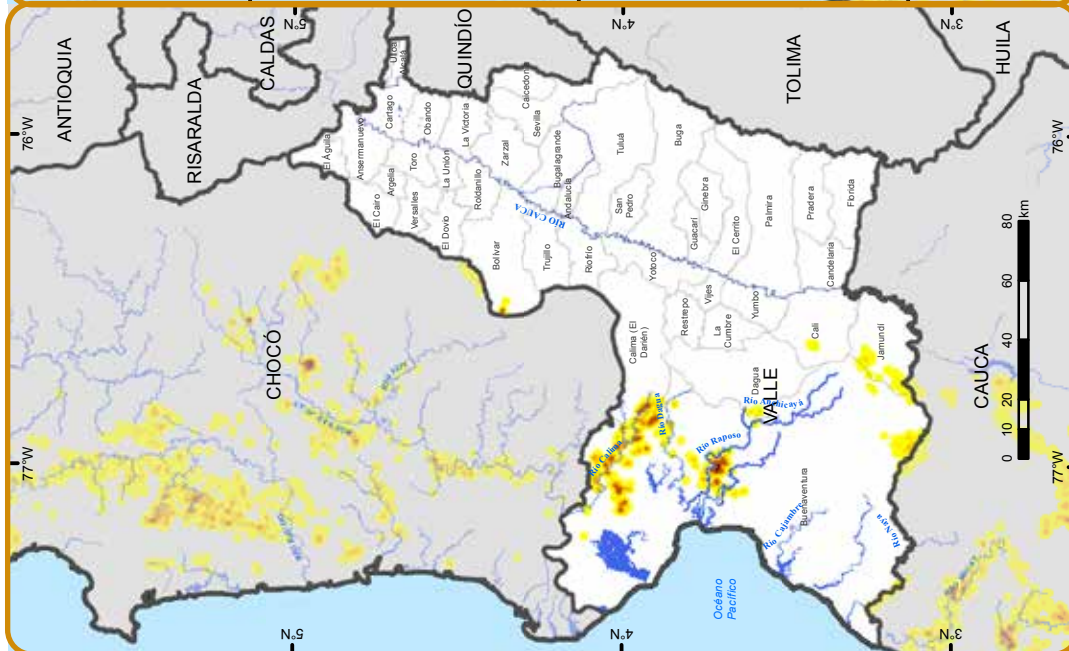 76°W
77°W
5°N
4°N
3°N
5°N
4°N
3°N
76°W
77°W
ANTIOQUIA
RISARALDA
CALDAS
QUINDÍO
TOLIMA
HUILA
CHOCÓ
CAUCA
VALLE
El Águila
Ansermanuevo
El Cairo
Argelia
Cartago
Ulloa
Alcalá
Toro
Obando
Versalles
La Unión
La Victoria
El Dovio
Roldanillo
Zarzal
Caicedonia
Sevilla
Bolívar
Bugalagrande
Andalucía
Trujillo
Tuluá
Riofrío
San
Pedro
Buga
Yotoco
Guacarí
Ginebra
El Cerrito
Calima (El
Darién)
Restrepo
Vijes
La
Cumbre
Yumbo
Palmira
Pradera
Florida
Candelaria
Cali
Jamundí
Dagua
Buenaventura
RÍO CAUCA
Río Calima
Río Dagua
Río Raposo
Río Anchicayá
Río Cajambre
Río Naya
Océano
Pacífico
0 10 20 40 60 80
km